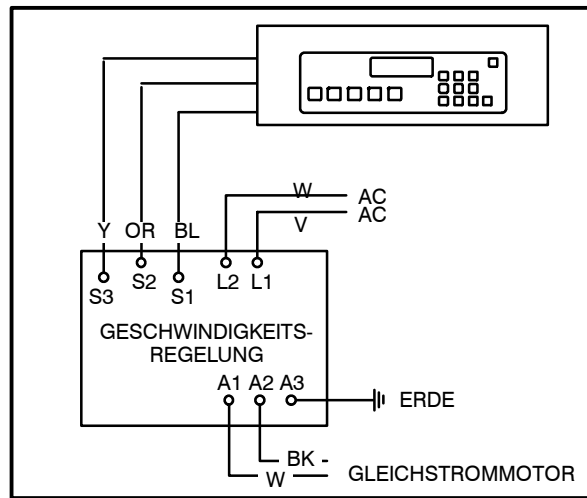 W AC
V AC
Y OR BL
S3 S2 S1 L2 L1
GESCHWINDIGKEITS-
REGELUNG
A1 A2 A3
ERDE
BK
W GLEICHSTROMMOTOR